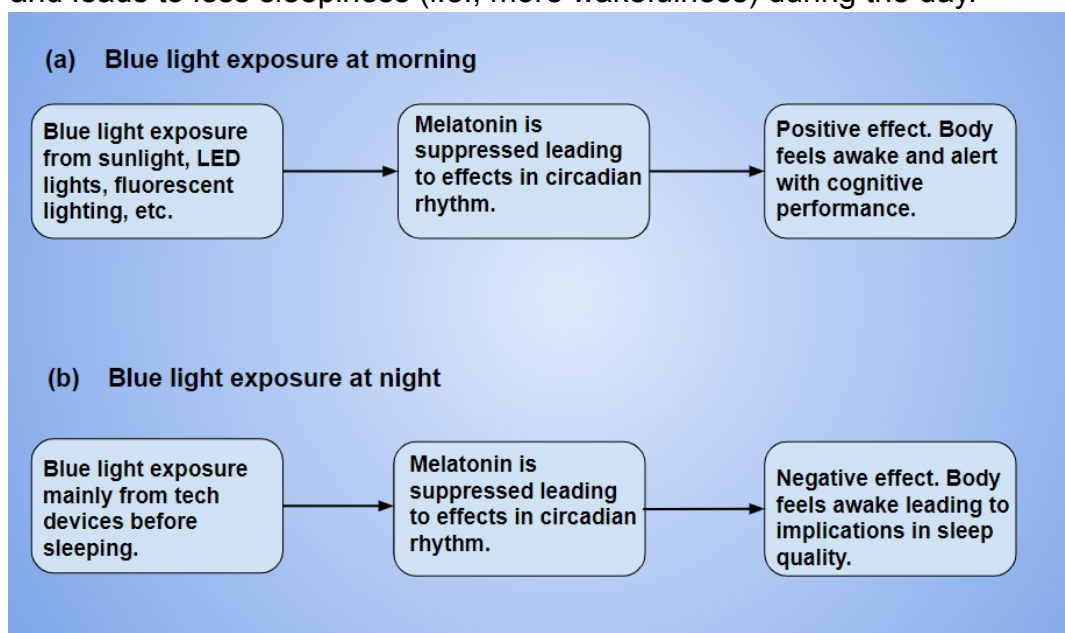 and leads to less sleepiness (i.e., more wakefulness) during the day.
(a) Blue light exposure at morning
Blue light exposure
from sunlight, LED
lights, fluorescent
lighting, etc.
Melatonin is
suppressed leading
to effects in circadian
rhythm.
Positive effect. Body
feels awake and alert
with cognitive
performance.
(b) Blue light exposure at night
Blue light exposure
mainly from tech
devices before
sleeping.
Melatonin is
suppressed leading
to effects in circadian
rhythm.
Negative effect. Body
feels awake leading to
implications in sleep
quality.